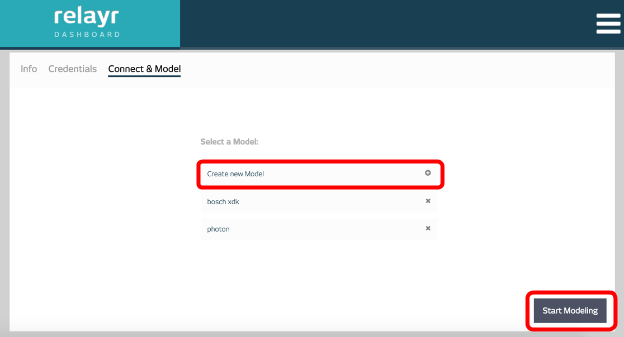 relayr
DASHBOARD
Info Credentials Connect & Model
Select a Model:
Create new Model
bosch xdk
photon
Start Modeling